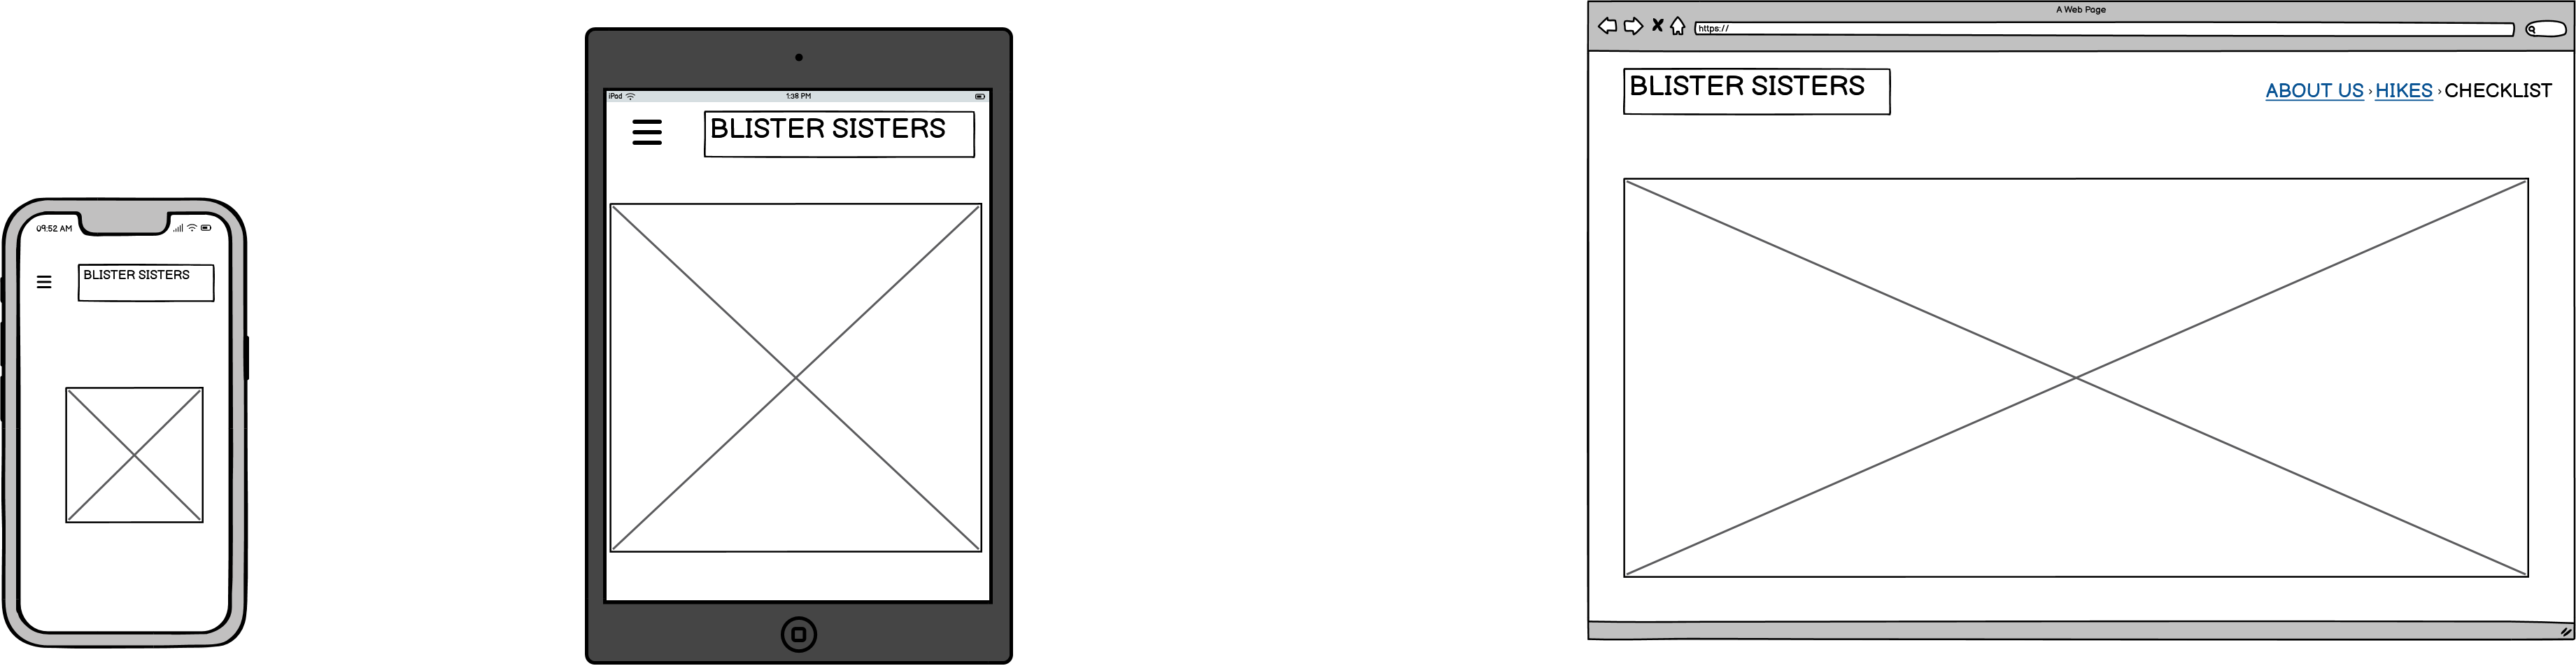 09:52 AM
BLISTER SISTERS
iPod
1:38 PM
BLISTER SISTERS
A Web Page
https://
BLISTER SISTERS
ABOUT US › HIKES › CHECKLIST